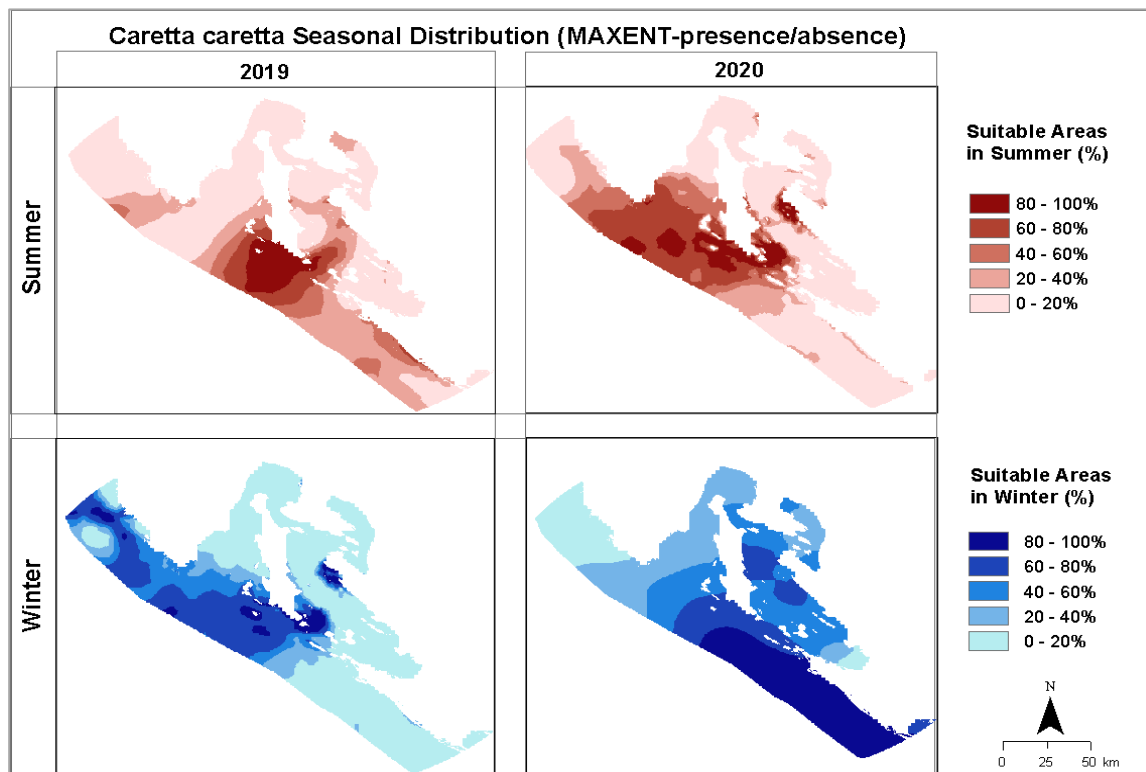 Caretta caretta Seasonal Distribution (MAXENT-presence/absence)
2019
2020
Summer
Suitable Areas
in Summer (%)
80 - 100%
60 - 80%
40 - 60%
20 - 40%
0 - 20%
Winter
Suitable Areas
in Winter (%)
80 - 100%
60 - 80%
40 - 60%
20 - 40%
0 - 20%
N
0 25 50 km